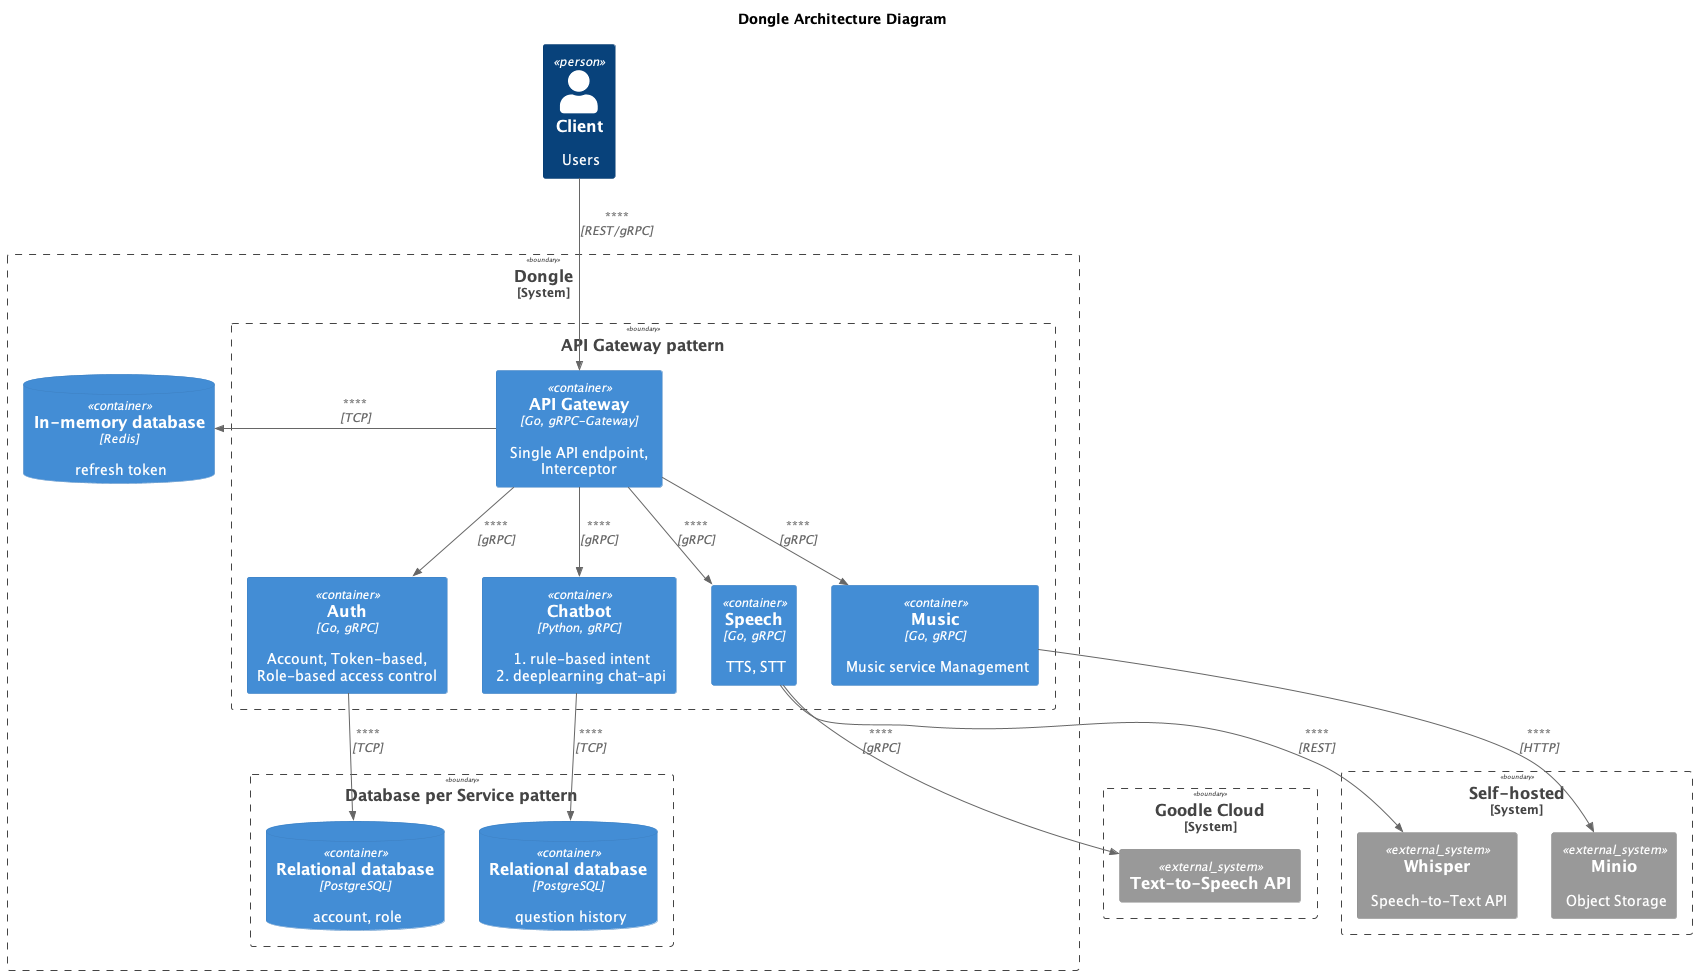 Dongle Architecture Diagram
«person»
Client
Users
****
[REST/gRPC]
«boundary»
Dongle
[System]
«boundary»
API Gateway pattern
«container»
In-memory database
[Redis]
refresh token
****
[TCP]
«container»
API Gateway
[Go, gRPC-Gateway]
Single API endpoint,
Interceptor
****
[gRPC]
****
[gRPC]
****
[gRPC]
****
[gRPC]
«container»
Auth
[Go, gRPC]
Account, Token-based,
Role-based access control
«container»
Chatbot
[Python, gRPC]
1. rule-based intent
2. deeplearning chat-api
«container»
Speech
[Go, gRPC]
TTS, STT
«container»
Music
[Go, gRPC]
Music service Management
****
[TCP]
****
[TCP]
****
[gRPC]
****
[REST]
****
[HTTP]
«boundary»
Database per Service pattern
«container»
Relational database
[PostgreSQL]
account, role
«container»
Relational database
[PostgreSQL]
question history
«boundary»
Goodle Cloud
[System]
«external_system»
Text-to-Speech API
«boundary»
Self-hosted
[System]
«external_system»
Whisper
Speech-to-Text API
«external_system»
Minio
Object Storage